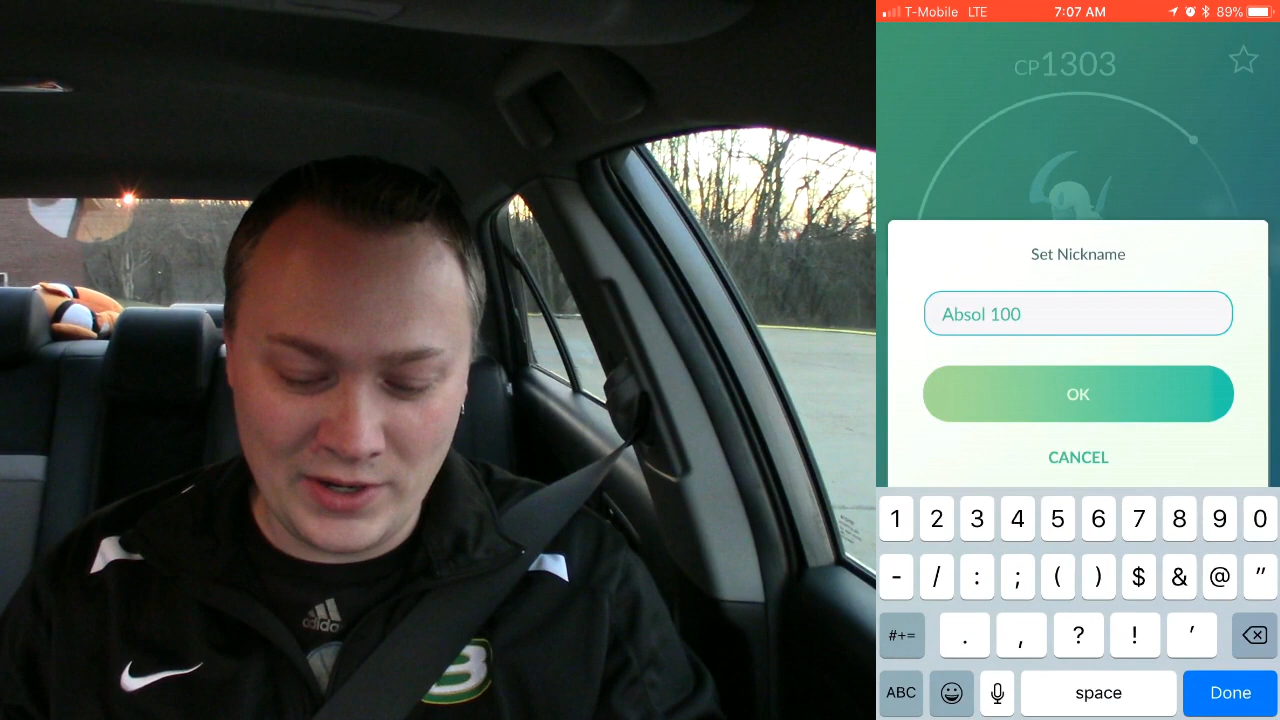 T-Mobile LTE 7:07 AM 89%
CP1303
Set Nickname
Absol 100
OK
CANCEL
1 2 3 4 5 6 7 8 9 0
- / : ; ( ) $ & @ "
#+= . , ? ! ' 
ABC space Done
adidas
B